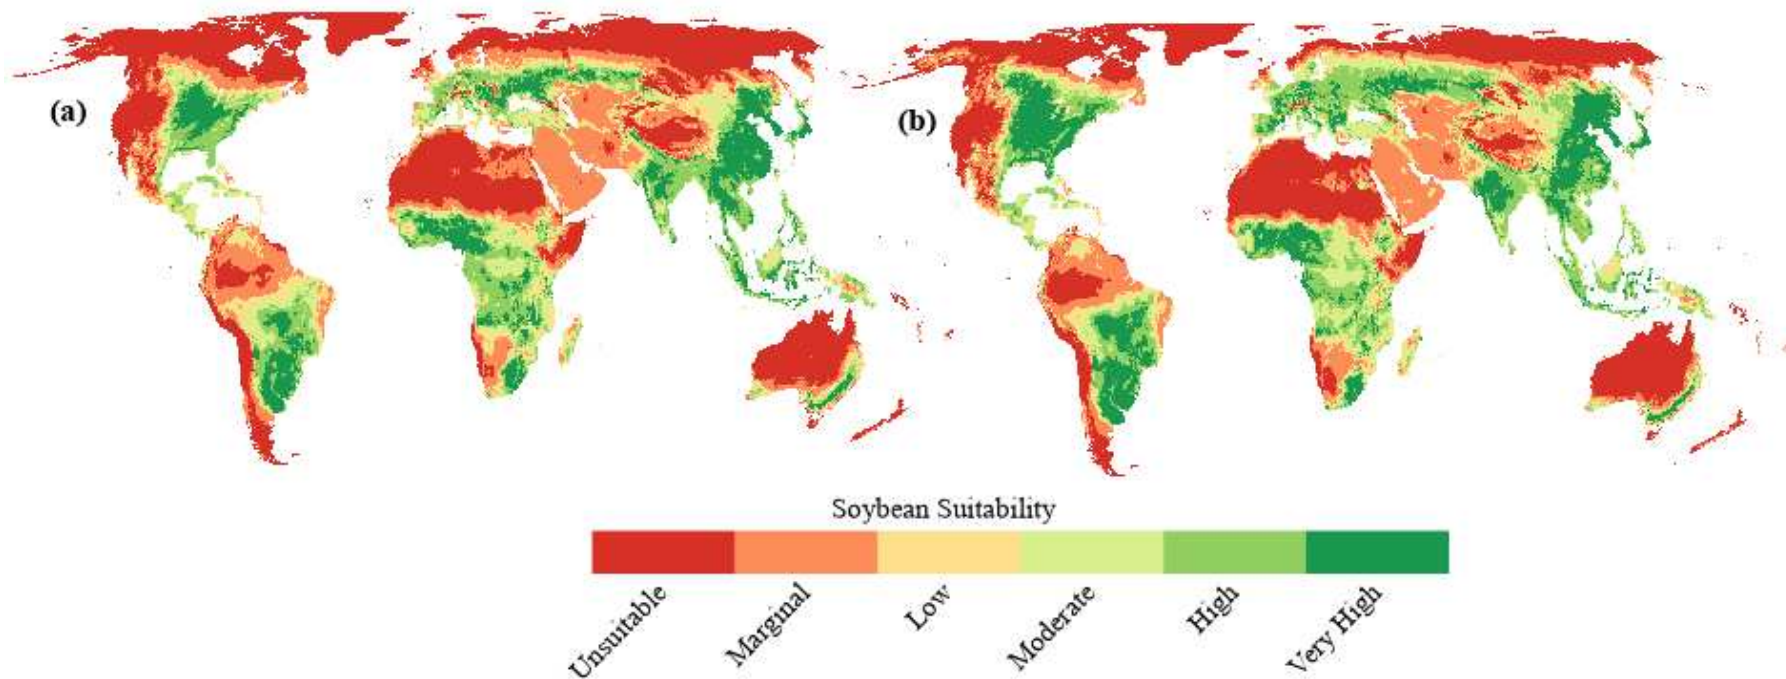 (a)
(b)
Soybean Suitability
Unsuitable
Marginal
Low
Moderate
High
Very High